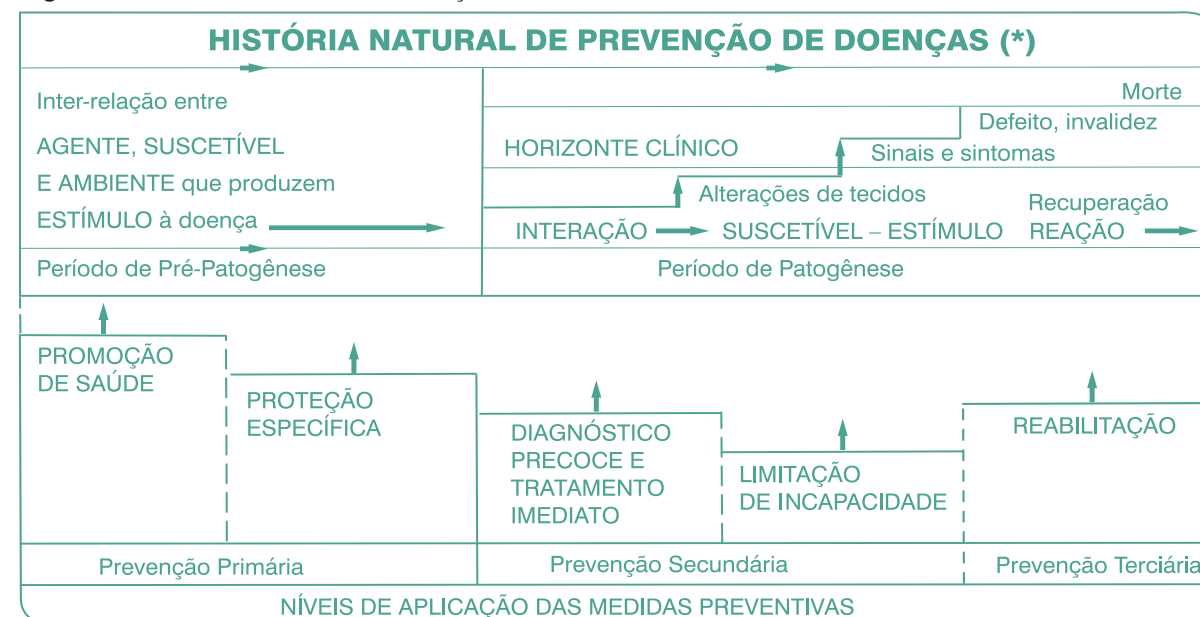 HISTÓRIA NATURAL DE PREVENÇÃO DE DOENÇAS (*)
Inter-relação entre
AGENTE, SUSCETÍVEL
E AMBIENTE que produzem
ESTÍMULO à doença
Período de Pré-Patogênese
Morte
Defeito, invalidez
HORIZONTE CLÍNICO
Sinais e sintomas
Alterações de tecidos
Recuperação
INTERAÇÃO SUSCETÍVEL – ESTÍMULO REAÇÃO
Período de Patogênese
PROMOÇÃO
DE SAÚDE
PROTEÇÃO
ESPECÍFICA
DIAGNÓSTICO
PRECOCE E
TRATAMENTO
IMEDIATO
LIMITAÇÃO
DE INCAPACIDADE
REABILITAÇÃO
Prevenção Primária
Prevenção Secundária
Prevenção Terciária
NÍVEIS DE APLICAÇÃO DAS MEDIDAS PREVENTIVAS